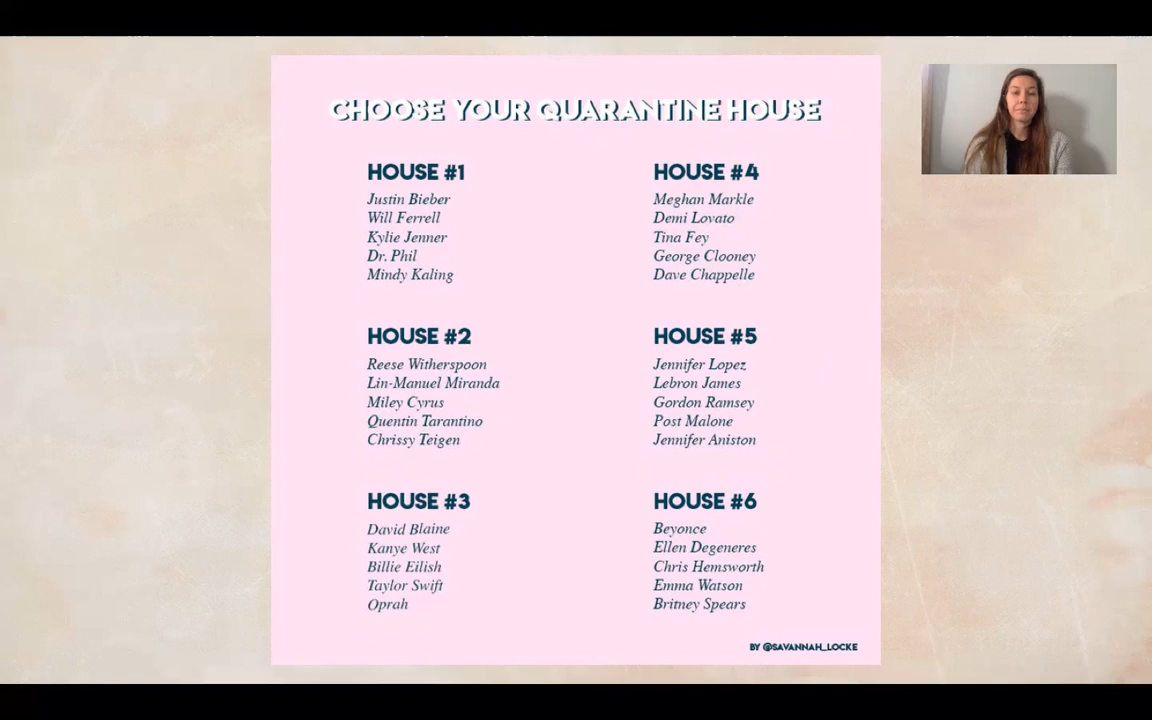 CHOOSE YOUR QUARANTINE HOUSE
HOUSE #1
Justin Bieber
Will Ferrell
Kylie Jenner
Dr. Phil
Mindy Kaling
HOUSE #2
Reese Witherspoon
Lin-Manuel Miranda
Miley Cyrus
Quentin Tarantino
Chrissy Teigen
HOUSE #3
David Blaine
Kanye West
Billie Eilish
Taylor Swift
Oprah
HOUSE #4
Meghan Markle
Demi Lovato
Tina Fey
George Clooney
Dave Chappelle
HOUSE #5
Jennifer Lopez
Lebron James
Gordon Ramsey
Post Malone
Jennifer Aniston
HOUSE #6
Beyonce
Ellen Degeneres
Chris Hemsworth
Emma Watson
Britney Spears
BY @SAVANNAH_LOCKE